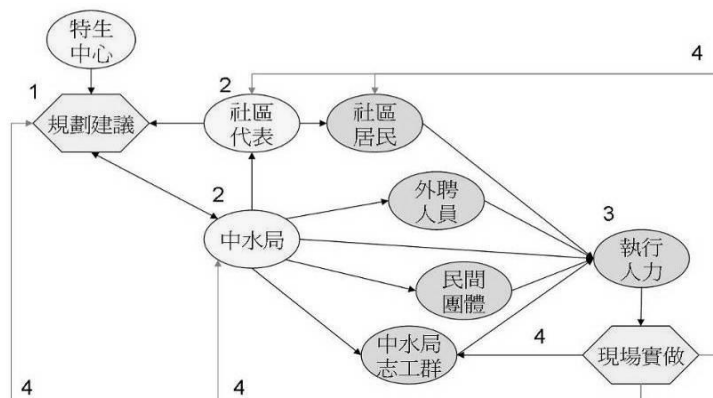 特生
中心
4
1
2
規劃建議
社區
代表
社區
居民
2
外聘
人員
3
中水局
執行
人力
民間
團體
中水局
志工群
4
現場實做
4
4